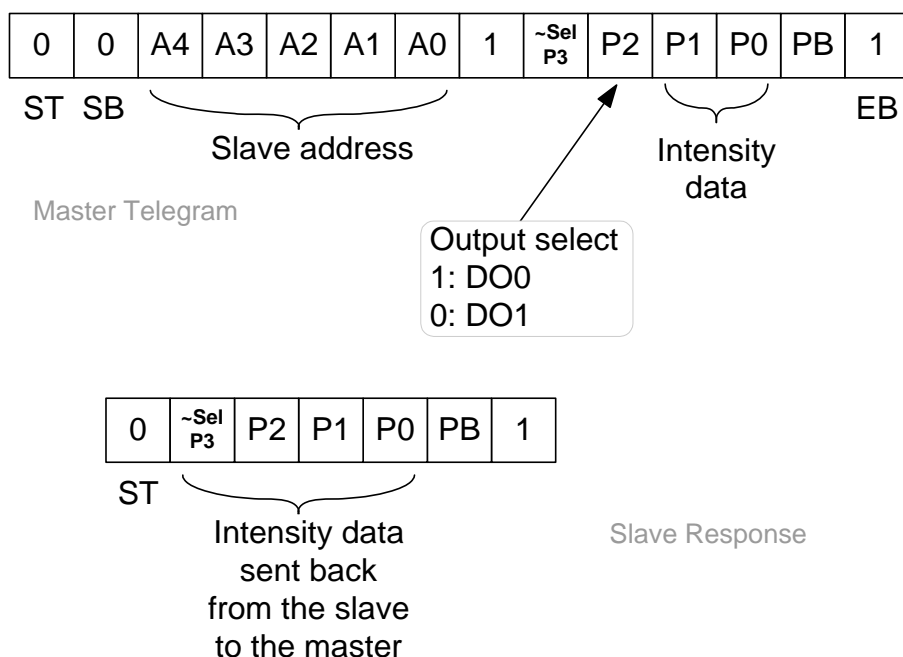 0 0 A4 A3 A2 A1 A0 1 ~Sel P3 P2 P1 P0 PB 1
ST SB EB
Slave address
Intensity
data
Master Telegram
Output select
1: DO0
0: DO1
0 ~Sel P3 P2 P1 P0 PB 1
ST
Intensity data
sent back
from the slave
to the master
Slave Response